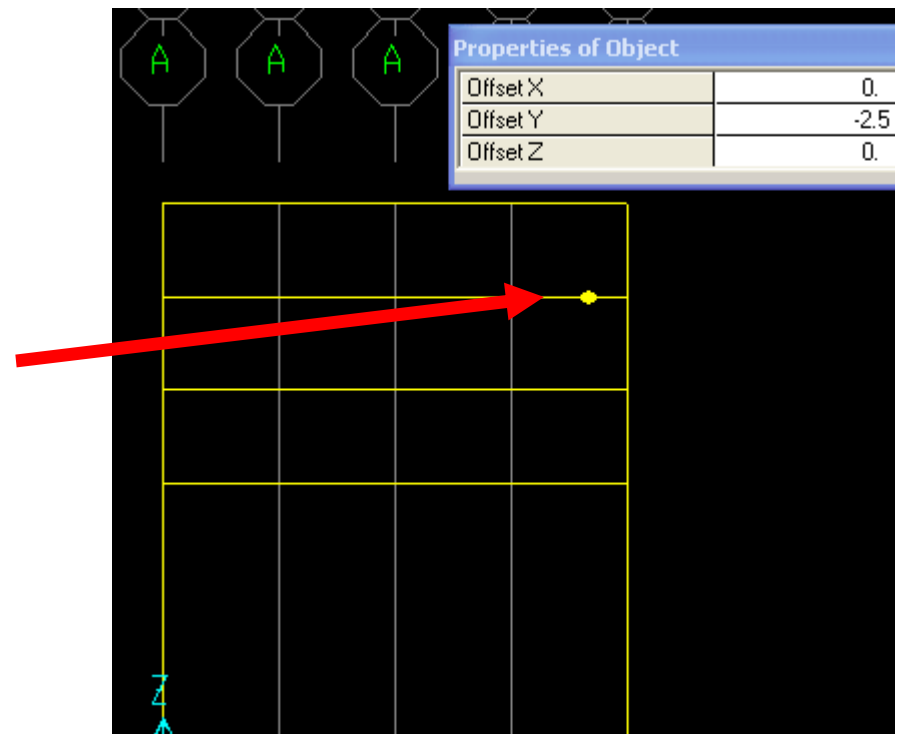 A A A
Properties of Object
Offset X 0.
Offset Y -2.5
Offset Z 0.
Z